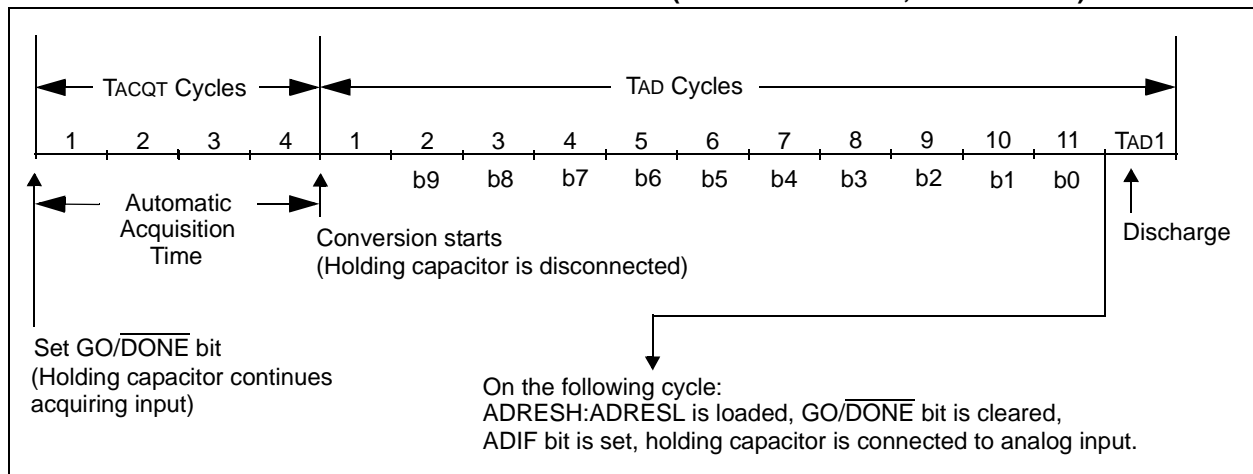 TACQT Cycles
TAD Cycles
1 2 3 4 1 2 3 4 5 6 7 8 9 10 11 TAD1
b9 b8 b7 b6 b5 b4 b3 b2 b1 b0
Automatic
Acquisition
Time
Conversion starts
(Holding capacitor is disconnected)
Discharge
Set GO/DONE bit
(Holding capacitor continues
acquiring input)
On the following cycle:
ADRESH:ADRESL is loaded, GO/DONE bit is cleared,
ADIF bit is set, holding capacitor is connected to analog input.